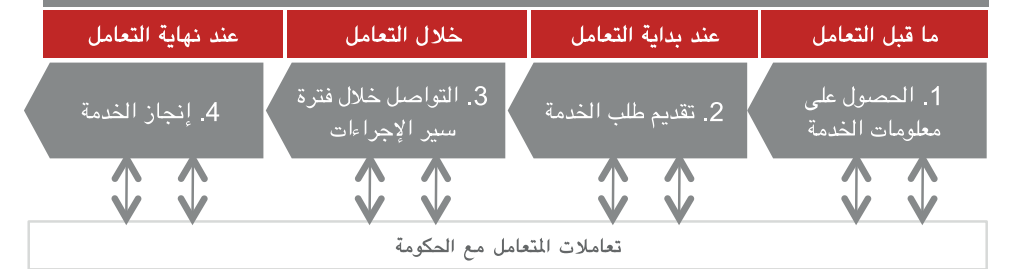 ما قبل التعامل
عند بداية التعامل
خلال التعامل
عند نهاية التعامل
1. الحصول على
معلومات الخدمة
2. تقديم طلب الخدمة
3. التواصل خلال فترة
سير الإجراءات
4. إنجاز الخدمة
تعاملات المتعامل مع الحكومة